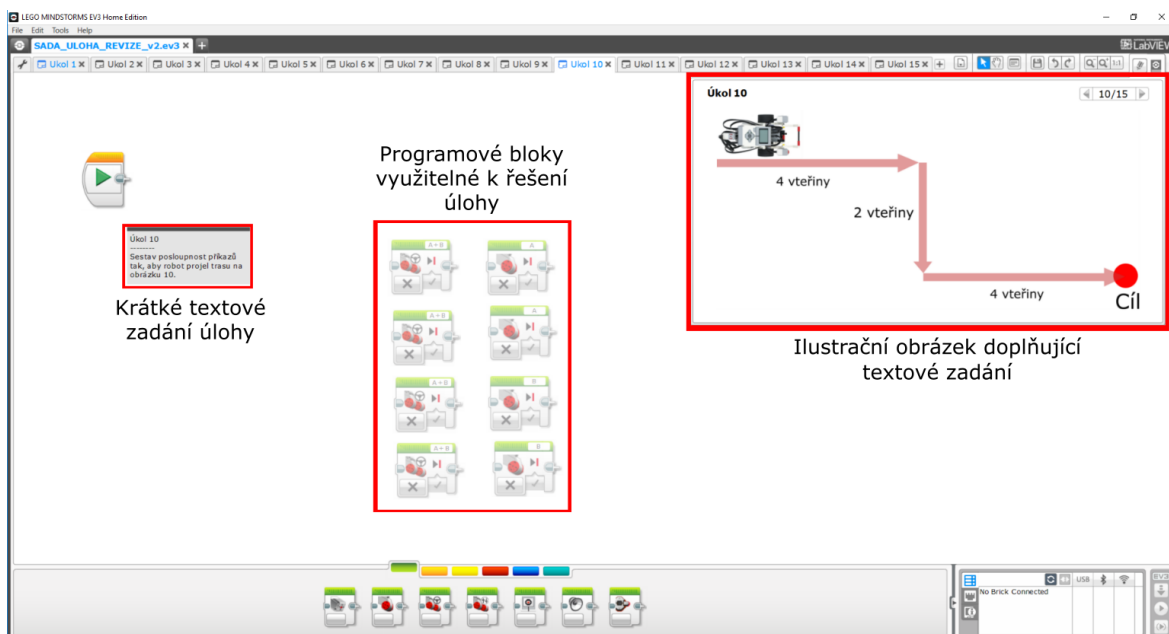 LEGO MINDSTORMS EV3 Home Edition
File Edit Tools Help
SADA_ULOHA_REVIZE_v2.ev3
LabVIEW
Ukol 1 Ukol 2 Ukol 3 Ukol 4 Ukol 5 Ukol 6 Ukol 7 Ukol 8 Ukol 9 Ukol 10 Ukol 11 Ukol 12 Ukol 13 Ukol 14 Ukol 15
Úkol 10
10/15
4 vteřiny
2 vteřiny
4 vteřiny
Cíl
Ilustrační obrázek doplňující
textové zadání
Programové bloky
využitelné k řešení
úlohy
A+B A
A+B A
A+B B
A+B B
Úkol 10
--------
Sestav posloupnost příkazů
tak, aby robot projel trasu na
obrázku 10.
Krátké textové
zadání úlohy
USB
No Brick Connected
EV3